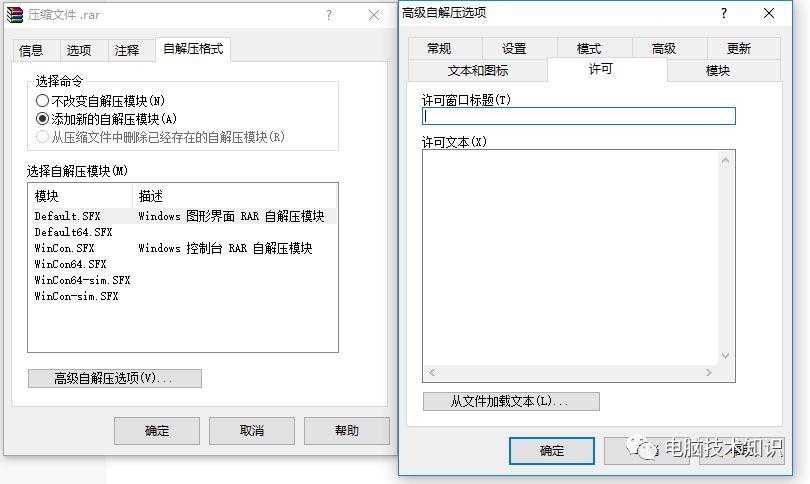 压缩文件 .rar
?
信息
选项
注释
自解压格式
选择命令
不改变自解压模块(N)
添加新的自解压模块(A)
从压缩文件中删除已经存在的自解压模块(R)
选择自解压模块(M)
模块 描述
Default.SFX Windows 图形界面 RAR 自解压模块
Default64.SFX
WinCon.SFX Windows 控制台 RAR 自解压模块
WinCon64.SFX
WinCon64-sim.SFX
WinCon-sim.SFX
高级自解压选项(V)...
确定
取消
帮助
高级自解压选项
?
常规
设置
模式
高级
更新
文本和图标
许可
模块
许可窗口标题(T)
许可文本(X)
从文件加载文本(L)...
确定
电脑技术知识